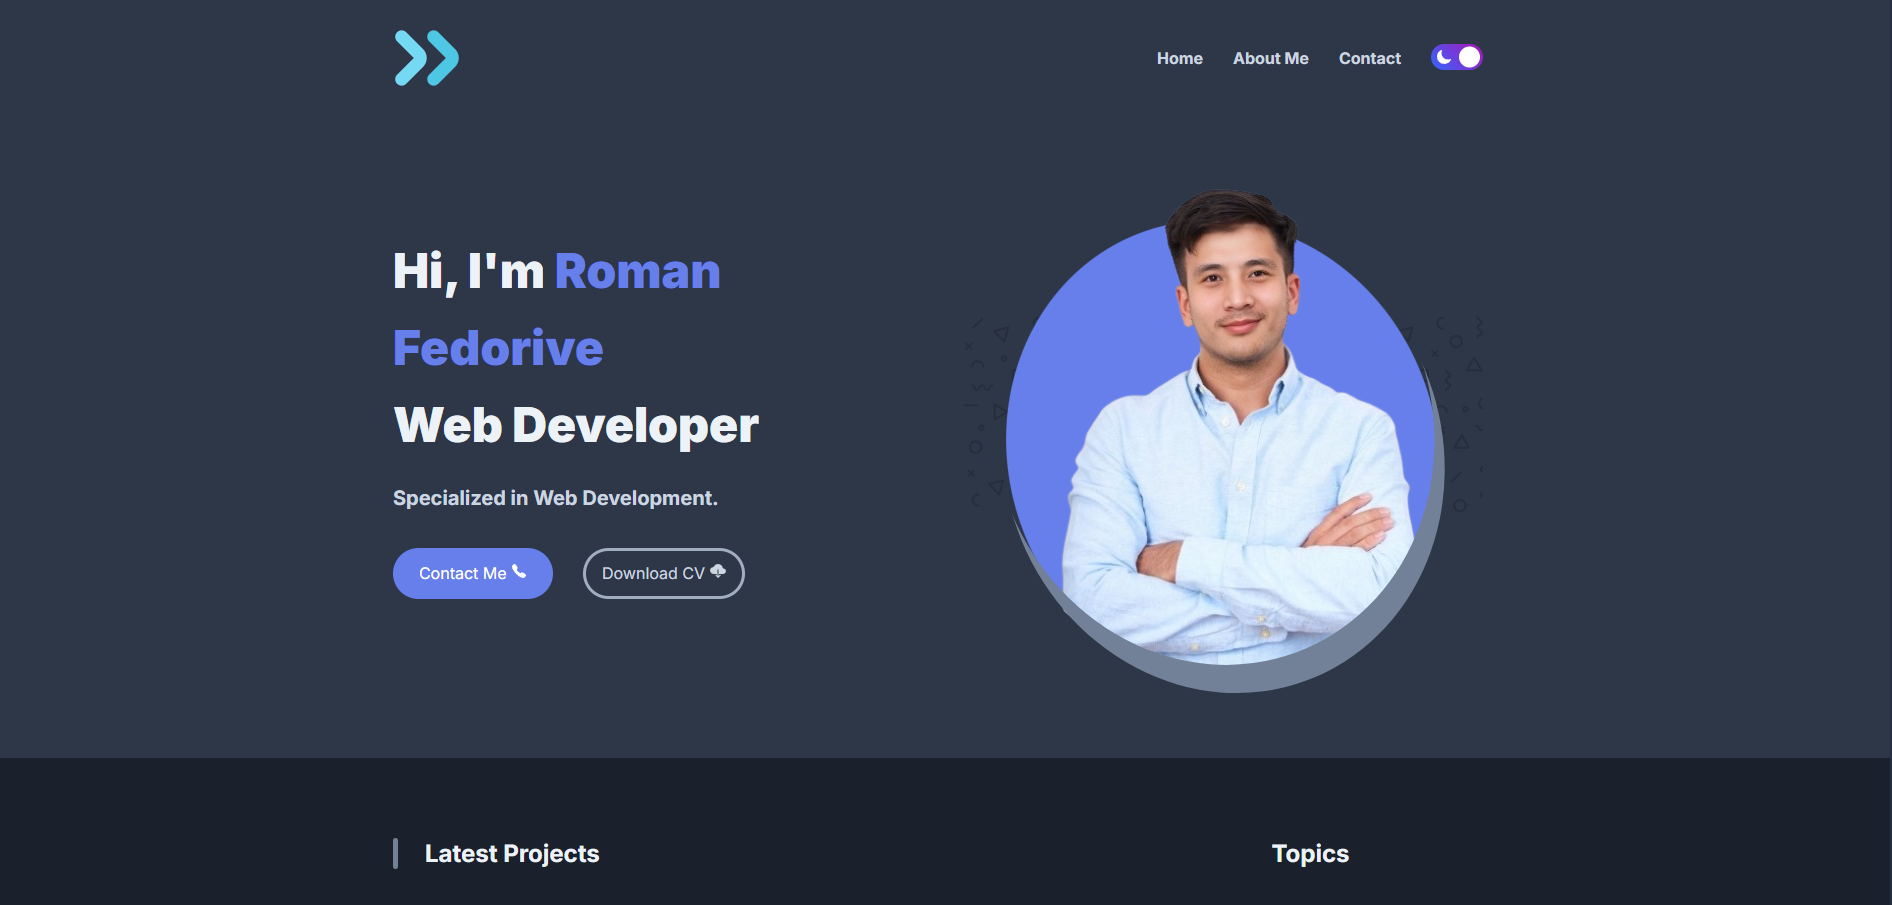 Home About Me Contact
Hi, I'm Roman
Fedorive
Web Developer
Specialized in Web Development.
Contact Me Download CV
Latest Projects Topics